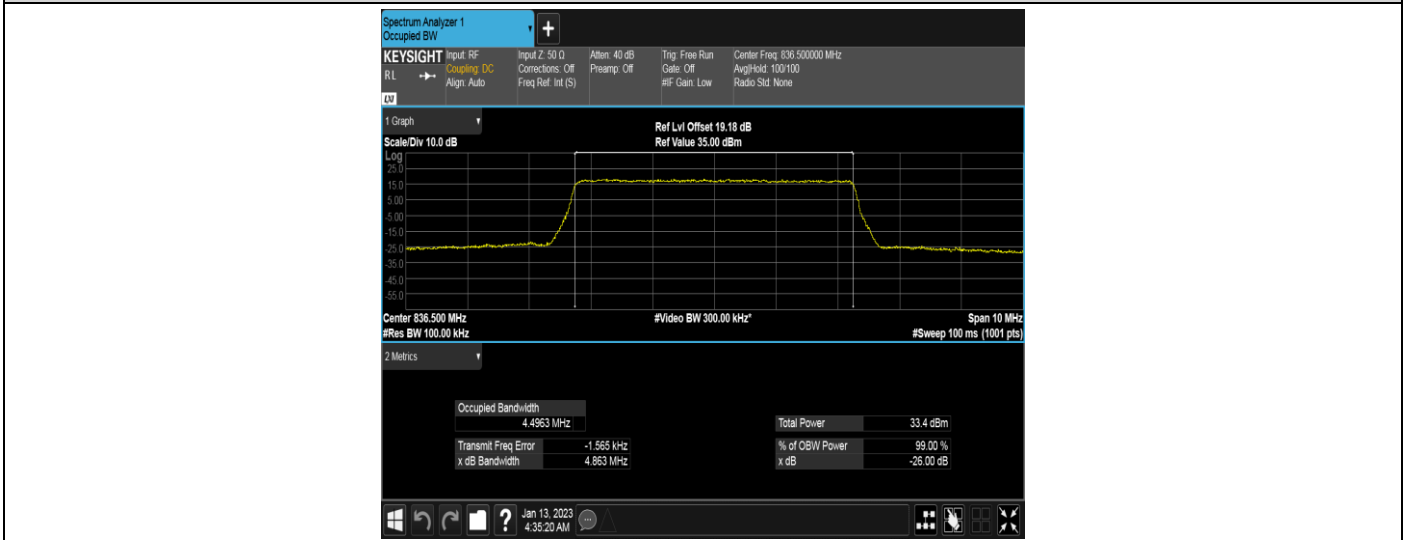 Spectrum Analyzer 1
Occupied BW
+
KEYSIGHT Input: RF Input Z: 50 Ω Atten: 40 dB Trig: Free Run Center Freq: 836.500000 MHz
RL Coupling: DC Corrections: Off Preamp: Off Gate: Off Avg|Hold: 100/100
Align: Auto Freq Ref: Int (S) #IF Gain: Low Radio Std: None
LXI
1 Graph Ref Lvl Offset 19.18 dB
Scale/Div 10.0 dB Ref Value 35.00 dBm
Log
25.0
15.0
5.00
-5.00
-15.0
-25.0
-35.0
-45.0
-55.0
Center 836.500 MHz #Video BW 300.00 kHz* Span 10 MHz
#Res BW 100.00 kHz #Sweep 100 ms (1001 pts)
2 Metrics
Occupied Bandwidth
4.4963 MHz Total Power 33.4 dBm
Transmit Freq Error -1.565 kHz % of OBW Power 99.00 %
x dB Bandwidth 4.863 MHz x dB -26.00 dB
? Jan 13, 2023
4:35:20 AM